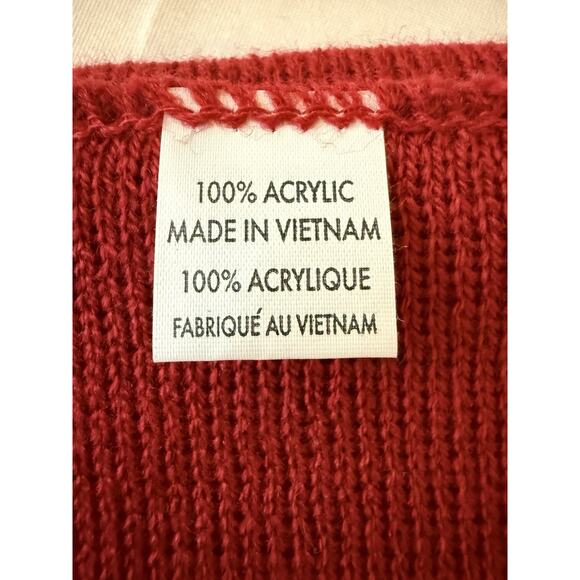 100% ACRYLIC
MADE IN VIETNAM
100% ACRYLIQUE
FABRIQUÉ AU VIETNAM